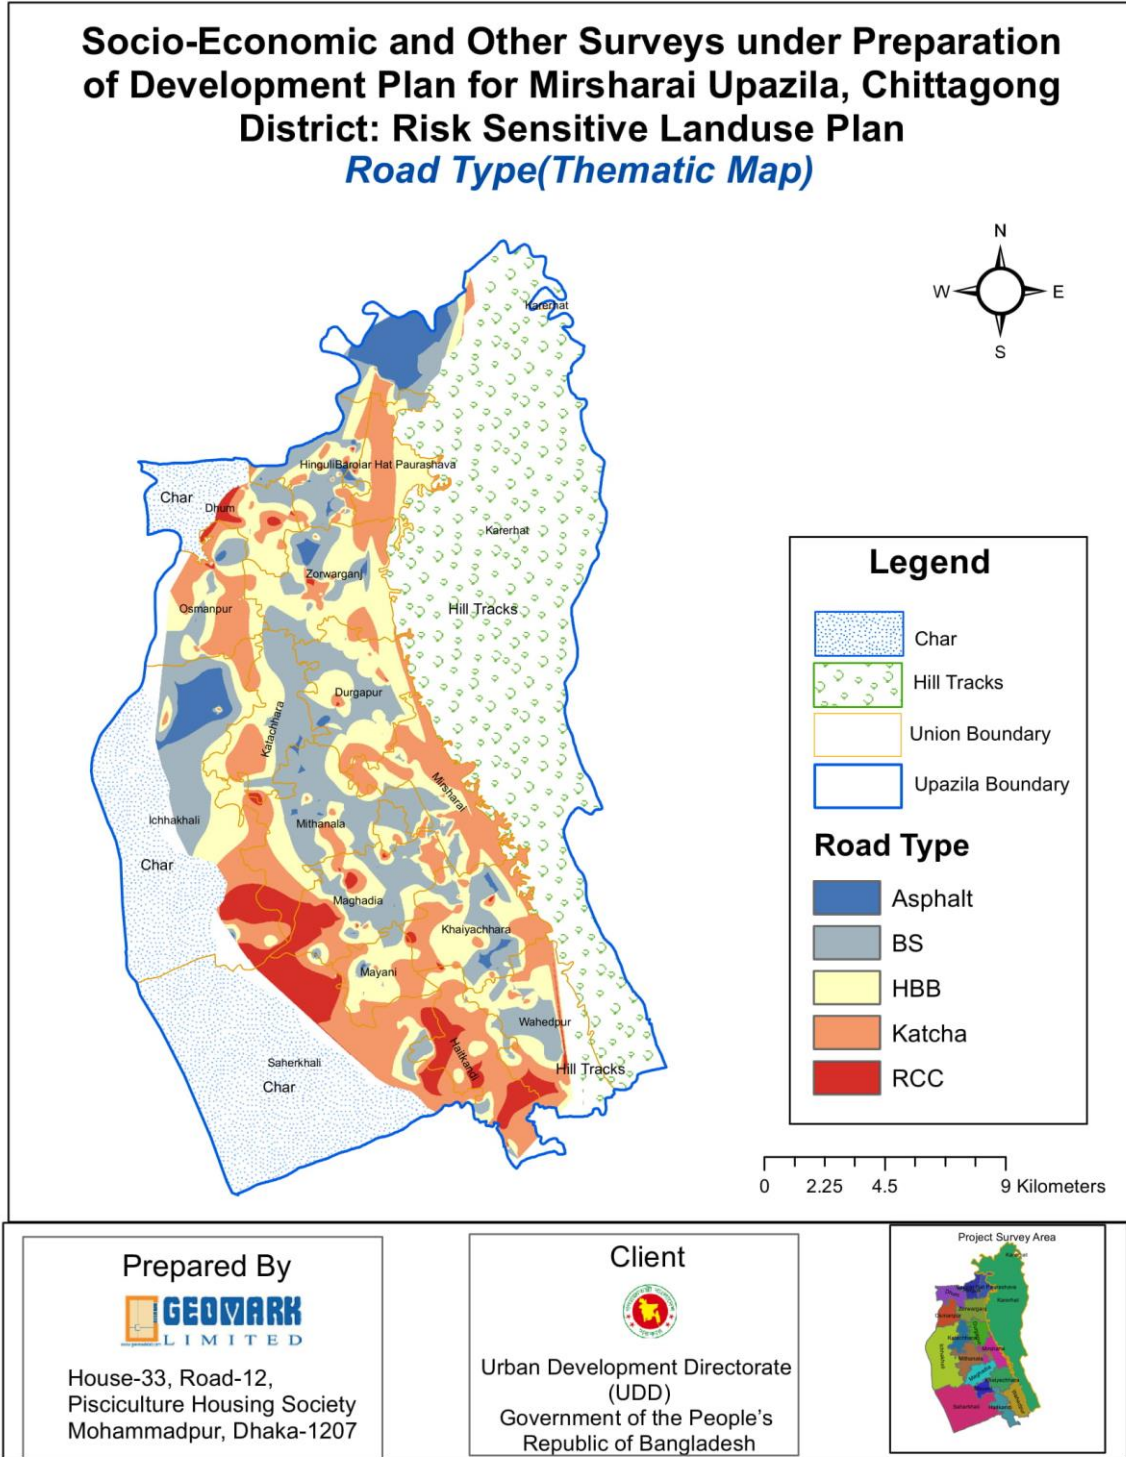 Socio-Economic and Other Surveys under Preparation
of Development Plan for Mirsharai Upazila, Chittagong
District: Risk Sensitive Landuse Plan
Road Type(Thematic Map)
N
W
E
S
Karerhat
Hinguli
Baroiar Hat Paurashava
Char
Dhum
Karerhat
Zorwarganj
Osmanpur
Hill Tracks
Durgapur
Katachhara
Mirsharai
Ichhakhali
Mithanala
Char
Maghadia
Khaiyachhara
Mayani
Wahedpur
Haitkandi
Saherkhali
Char
Hill Tracks
Legend
Char
Hill Tracks
Union Boundary
Upazila Boundary
Road Type
Asphalt
BS
HBB
Katcha
RCC
0 2.25 4.5 9 Kilometers
Prepared By
GEOMARK
LIMITED
House-33, Road-12,
Pisciculture Housing Society
Mohammadpur, Dhaka-1207
Client
Urban Development Directorate
(UDD)
Government of the People's
Republic of Bangladesh
Project Survey Area